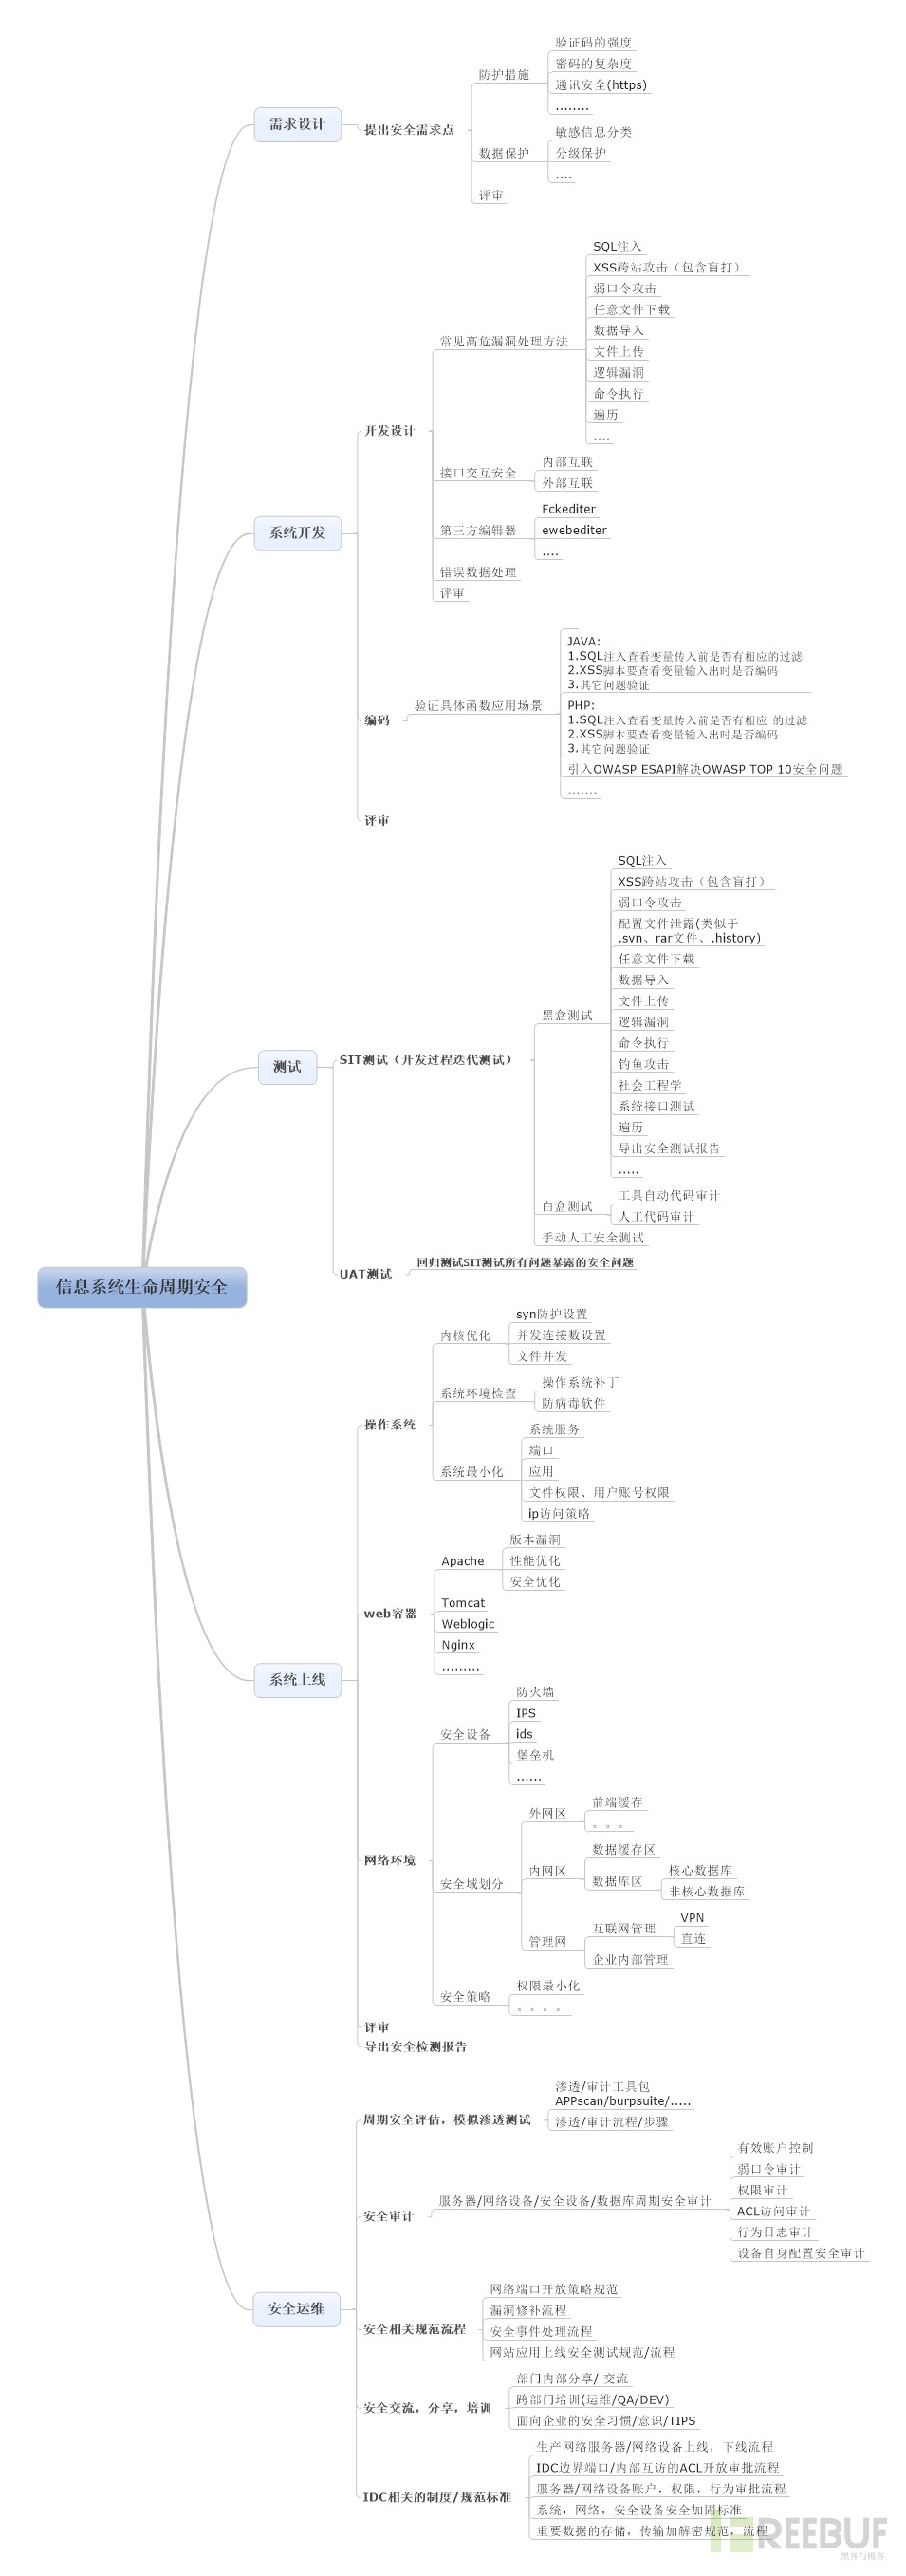 验证码的强度
密码的复杂度
通讯安全(https)
........
防护措施
需求设计
提出安全需求点
敏感信息分类
数据保护
分级保护
....
评审
SQL注入
XSS跨站攻击（包含盲打）
弱口令攻击
任意文件下载
数据导入
常见高危漏洞处理方法
文件上传
逻辑漏洞
命令执行
遍历
....
开发设计
内部互联
接口交互安全
外部互联
Fckediter
第三方编辑器
ewebediter
....
系统开发
错误数据处理
评审
JAVA:
1.SQL注入查看变量传入前是否有相应的过滤
2.XSS脚本要查看变量输入出时是否编码
3.其它问题验证
编码
验证具体函数应用场景
PHP:
1.SQL注入查看变量传入前是否有相应 的过滤
2.XSS脚本要查看变量输入出时是否编码
3.其它问题验证
引入OWASP ESAPI解决OWASP TOP 10安全问题
.......
评审
SQL注入
XSS跨站攻击（包含盲打）
弱口令攻击
配置文件泄露(类似于
.svn、rar文件、.history)
任意文件下载
数据导入
文件上传
黑盒测试
逻辑漏洞
命令执行
测试
SIT测试（开发过程迭代测试）
钓鱼攻击
社会工程学
系统接口测试
遍历
导出安全测试报告
.....
白盒测试
工具自动代码审计
人工代码审计
手动人工安全测试
UAT测试
回归测试SIT测试所有问题暴露的安全问题
信息系统生命周期安全
内核优化
syn防护设置
并发连接数设置
文件并发
操作系统
系统环境检查
操作系统补丁
防病毒软件
系统最小化
系统服务
端口
应用
文件权限、用户账号权限
ip访问策略
web容器
Apache
版本漏洞
性能优化
安全优化
Tomcat
Weblogic
Nginx
.........
系统上线
安全设备
防火墙
IPS
ids
堡垒机
......
网络环境
安全域划分
外网区
前端缓存
。。。
内网区
数据缓存区
数据库区
核心数据库
非核心数据库
管理网
互联网管理
VPN
直连
企业内部管理
安全策略
权限最小化
。。。。
评审
导出安全检测报告
周期安全评估，模拟渗透测试
渗透/审计工具包
APPscan/burpsuite/.....
渗透/审计流程/步骤
安全审计
服务器/网络设备/安全设备/数据库周期安全审计
有效账户控制
弱口令审计
权限审计
ACL访问审计
行为日志审计
设备自身配置安全审计
安全运维
安全相关规范流程
网络端口开放策略规范
漏洞修补流程
安全事件处理流程
网站应用上线安全测试规范/流程
安全交流，分享，培训
部门内部分享/ 交流
跨部门培训(运维/QA/DEV)
面向企业的安全习惯/意识/TIPS
IDC相关的制度/规范标准
生产网络服务器/网络设备上线，下线流程
IDC边界端口/内部互访的ACL开放审批流程
服务器/网络设备账户，权限，行为审批流程
系统，网络，安全设备安全加固标准
重要数据的存储，传输加解密规范，流程
REEBUF
黑客与极客